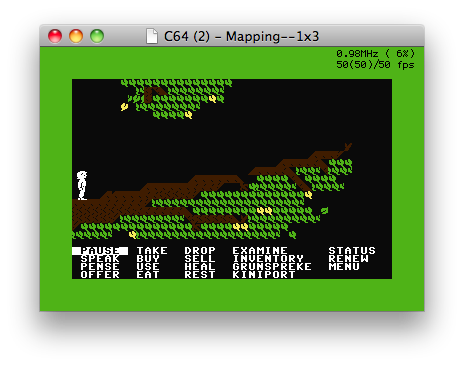 C64 (2) - Mapping--1x3
0.98MHz ( 6%)
50(50)/50 fps
PAUSE TAKE DROP EXAMINE STATUS
SPEAK BUY SELL INVENTORY RENEW
PENSE USE HEAL GRUNSPREKE MENU
OFFER EAT REST KINIPORT